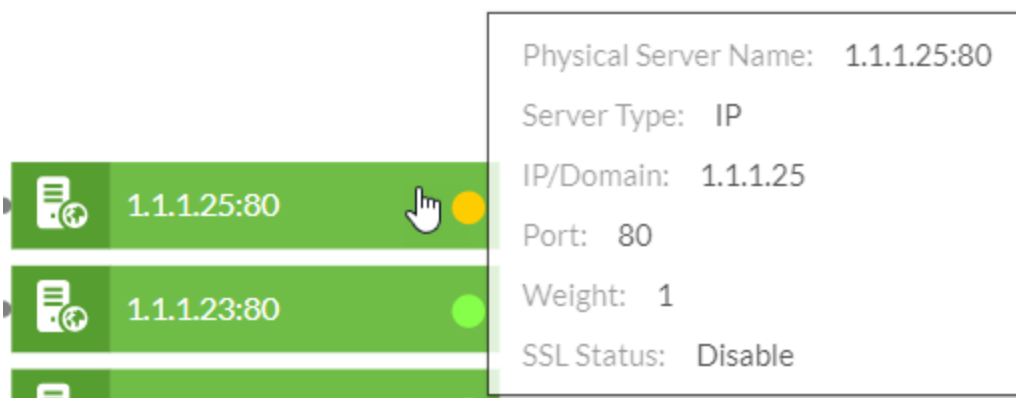 Physical Server Name: 1.1.1.25:80
Server Type: IP
IP/Domain: 1.1.1.25
Port: 80
Weight: 1
SSL Status: Disable
1.1.1.25:80
1.1.1.23:80